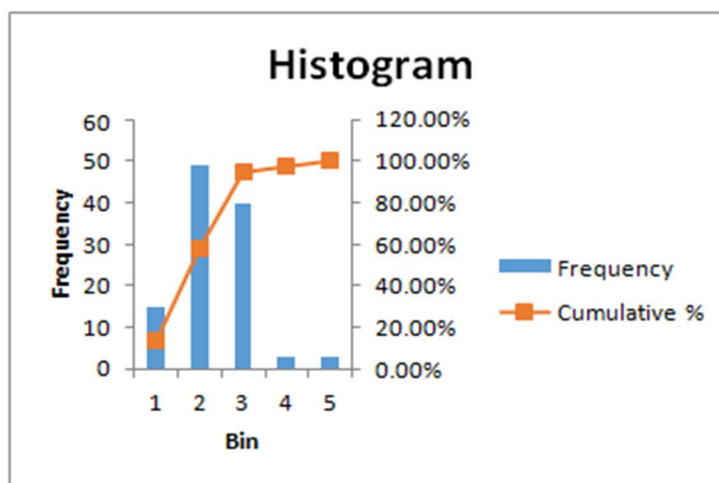 Histogram
60
50
40
30
20
10
0
Frequency
120.00%
100.00%
80.00%
60.00%
40.00%
20.00%
0.00%
1 2 3 4 5
Bin
Frequency
Cumulative %